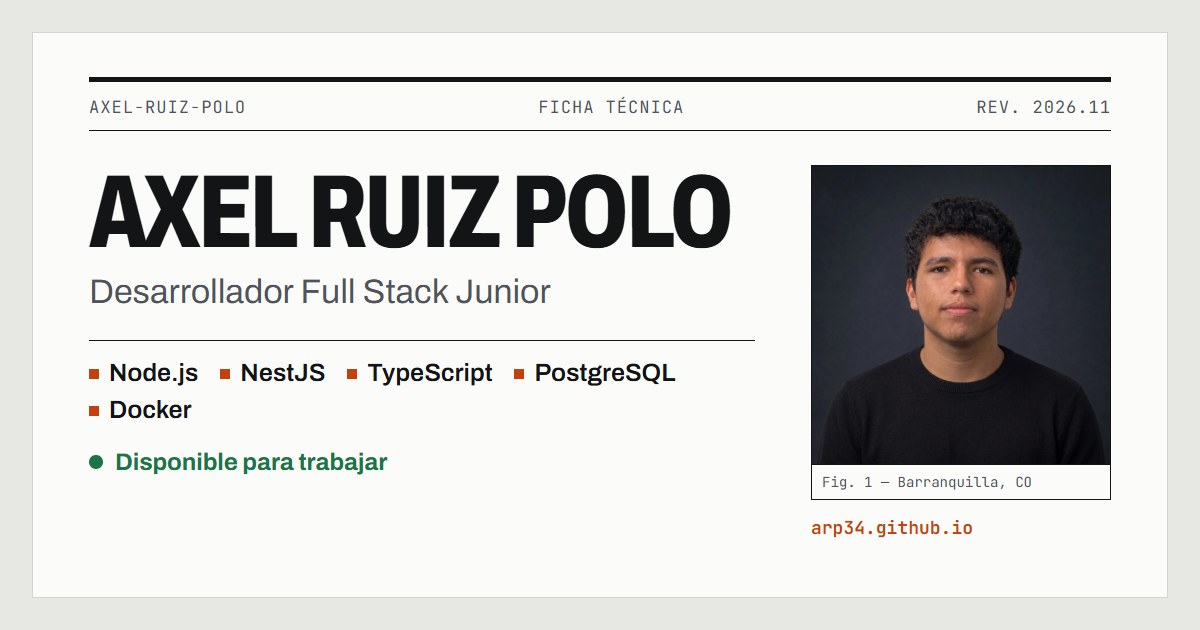 AXEL-RUIZ-POLO FICHA TÉCNICA REV. 2026.11
AXEL RUIZ POLO
Desarrollador Full Stack Junior
Node.js NestJS TypeScript PostgreSQL
Docker
Disponible para trabajar
Fig. 1 — Barranquilla, CO
arp34.github.io